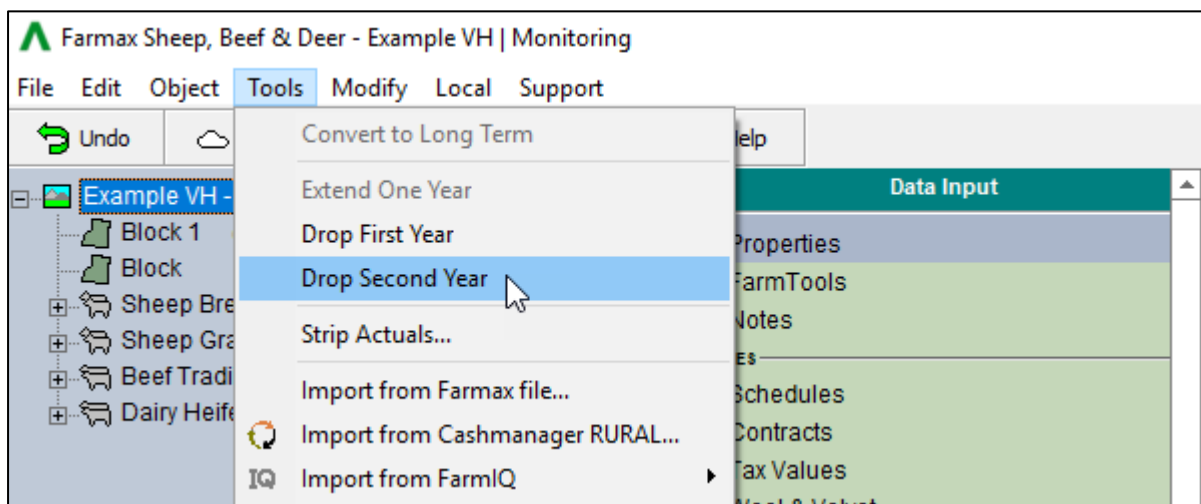 Farmax Sheep, Beef & Deer - Example VH | Monitoring
File Edit Object Tools Modify Local Support
Undo
Convert to Long Term
Extend One Year
Drop First Year
Drop Second Year
Strip Actuals...
Import from Farmax file...
Import from Cashmanager RURAL...
IQ Import from FarmIQ
Example VH -
Block 1
Block
Sheep Bre
Sheep Gra
Beef Tradi
Dairy Heife
Data Input
Properties
FarmTools
Notes
Schedules
Contracts
Tax Values